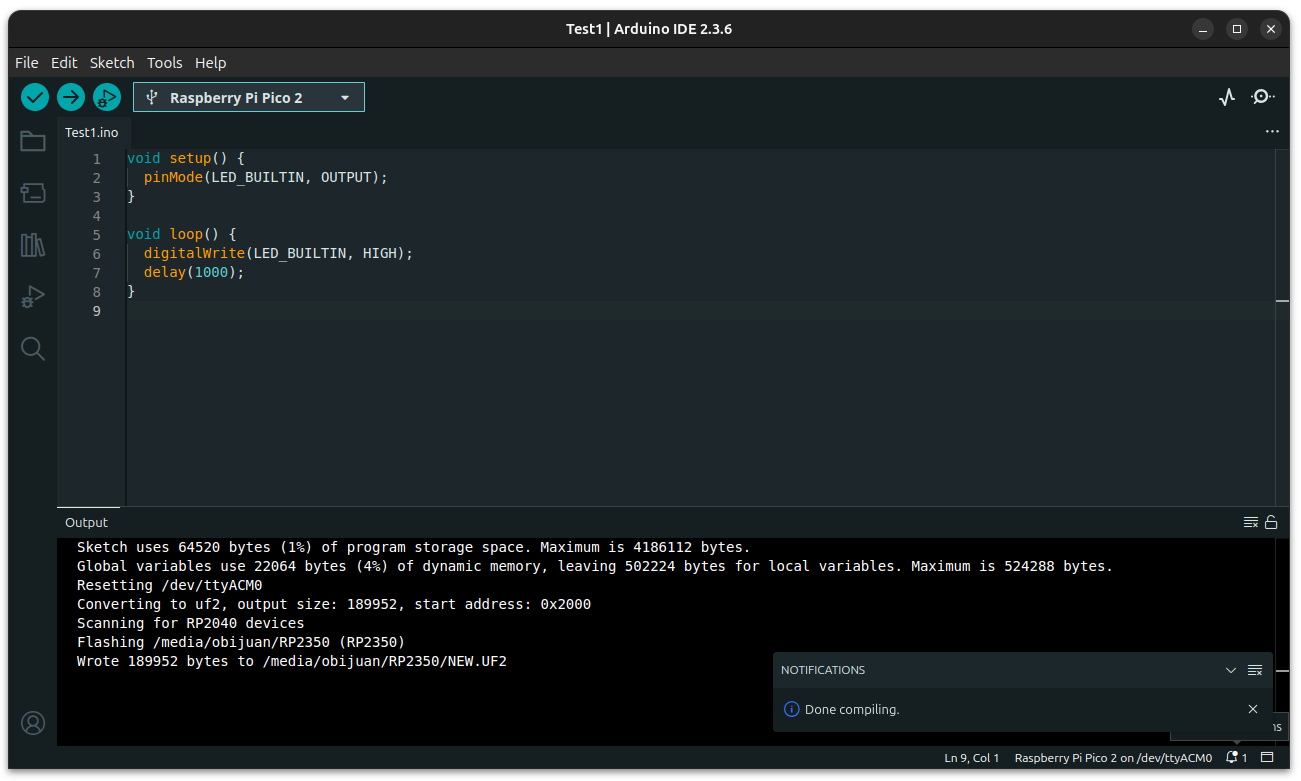 Test1 | Arduino IDE 2.3.6
File Edit Sketch Tools Help
Raspberry Pi Pico 2
Test1.ino
1 void setup() {
2 pinMode(LED_BUILTIN, OUTPUT);
3 }
4
5 void loop() {
6 digitalWrite(LED_BUILTIN, HIGH);
7 delay(1000);
8 }
9
Output
Sketch uses 64520 bytes (1%) of program storage space. Maximum is 4186112 bytes.
Global variables use 22064 bytes (4%) of dynamic memory, leaving 502224 bytes for local variables. Maximum is 524288 bytes.
Resetting /dev/ttyACM0
Converting to uf2, output size: 189952, start address: 0x2000
Scanning for RP2040 devices
Flashing /media/obijuan/RP2350 (RP2350)
Wrote 189952 bytes to /media/obijuan/RP2350/NEW.UF2
NOTIFICATIONS
Done compiling.
Ln 9, Col 1 Raspberry Pi Pico 2 on /dev/ttyACM0 1